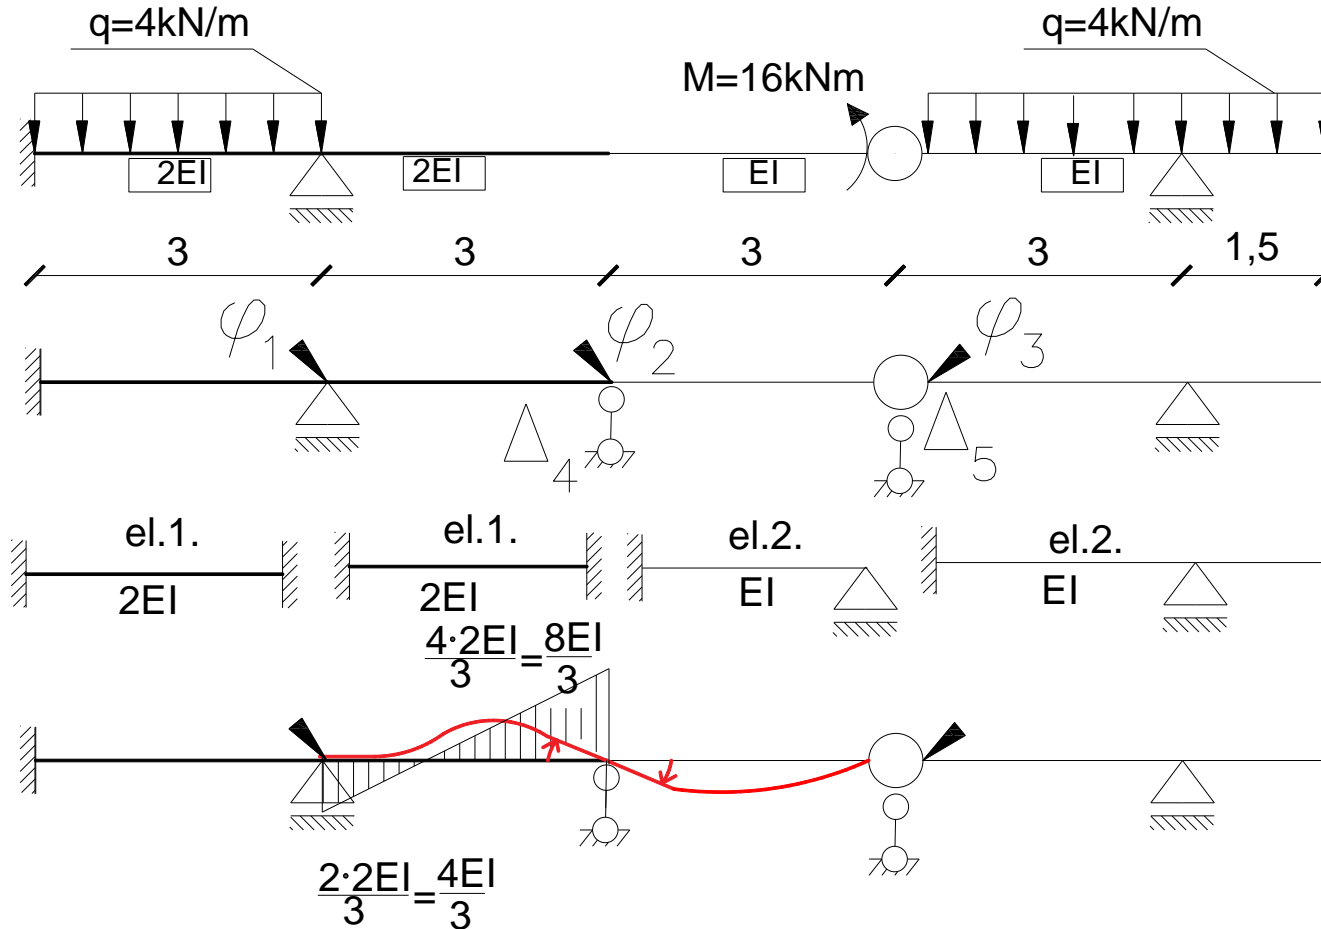 q=4kN/m
q=4kN/m
M=16kNm
2EI
2EI
EI
EI
3
3
3
3
1,5
φ1
φ2
φ3
Δ4
Δ5
el.1.
el.1.
el.2.
el.2.
2EI
2EI
EI
EI
4·2EI/3=8EI/3
2·2EI/3=4EI/3